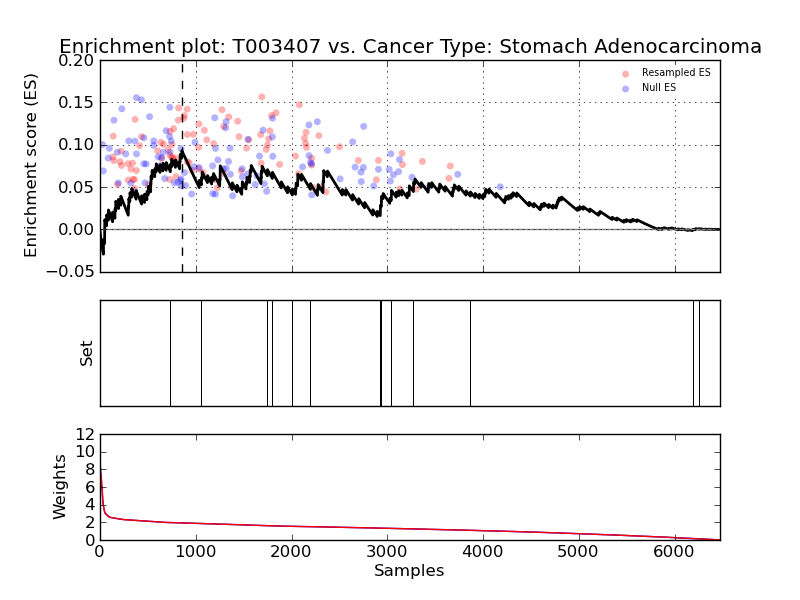 Enrichment plot: T003407 vs. Cancer Type: Stomach Adenocarcinoma
Enrichment score (ES)
0.20
0.15
0.10
0.05
0.00
−0.05
Resampled ES
Null ES
Set
Weights
12
10
8
6
4
2
0
0 1000 2000 3000 4000 5000 6000
Samples